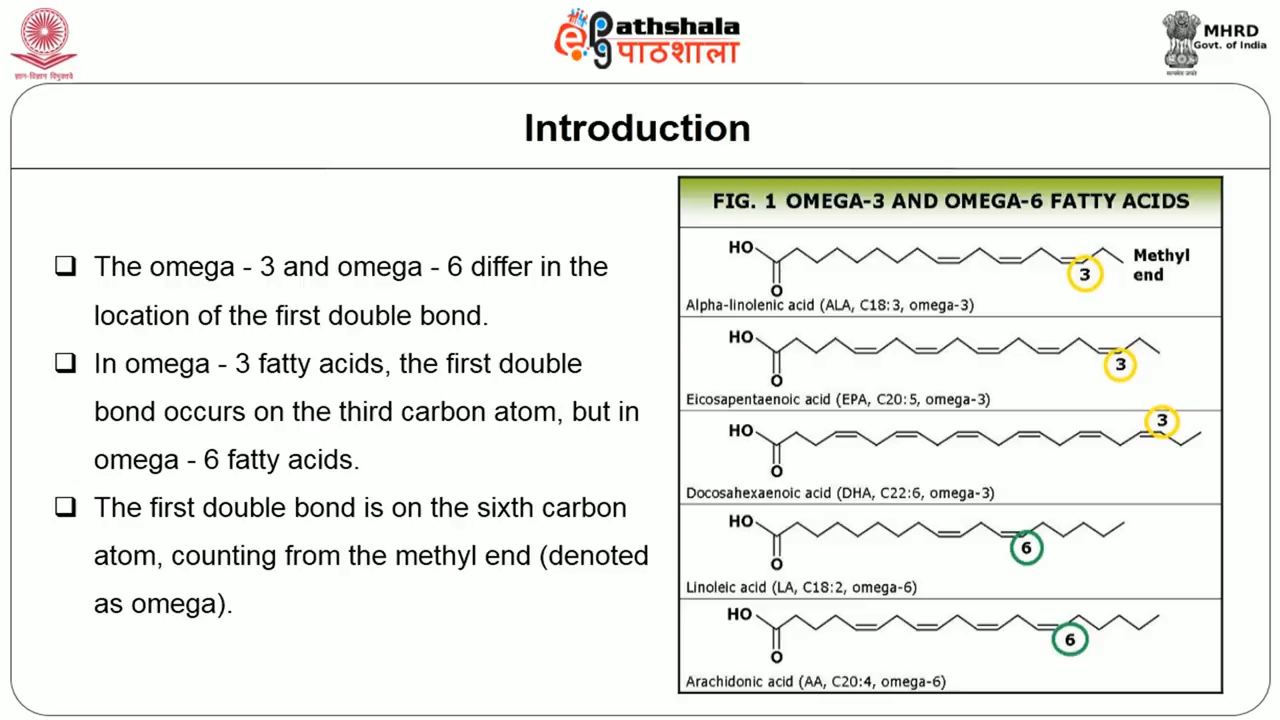 ज्ञान-विज्ञान विमुक्तये
ePathshala
पाठशाला
MHRD
Govt. of India
सत्यमेव जयते
Introduction
❑ The omega - 3 and omega - 6 differ in the
location of the first double bond.
❑ In omega - 3 fatty acids, the first double
bond occurs on the third carbon atom, but in
omega - 6 fatty acids.
❑ The first double bond is on the sixth carbon
atom, counting from the methyl end (denoted
as omega).
FIG. 1 OMEGA-3 AND OMEGA-6 FATTY ACIDS
HO
O
3
Methyl
end
Alpha-linolenic acid (ALA, C18:3, omega-3)
HO
O
3
Eicosapentaenoic acid (EPA, C20:5, omega-3)
HO
O
3
Docosahexaenoic acid (DHA, C22:6, omega-3)
HO
O
6
Linoleic acid (LA, C18:2, omega-6)
HO
O
6
Arachidonic acid (AA, C20:4, omega-6)